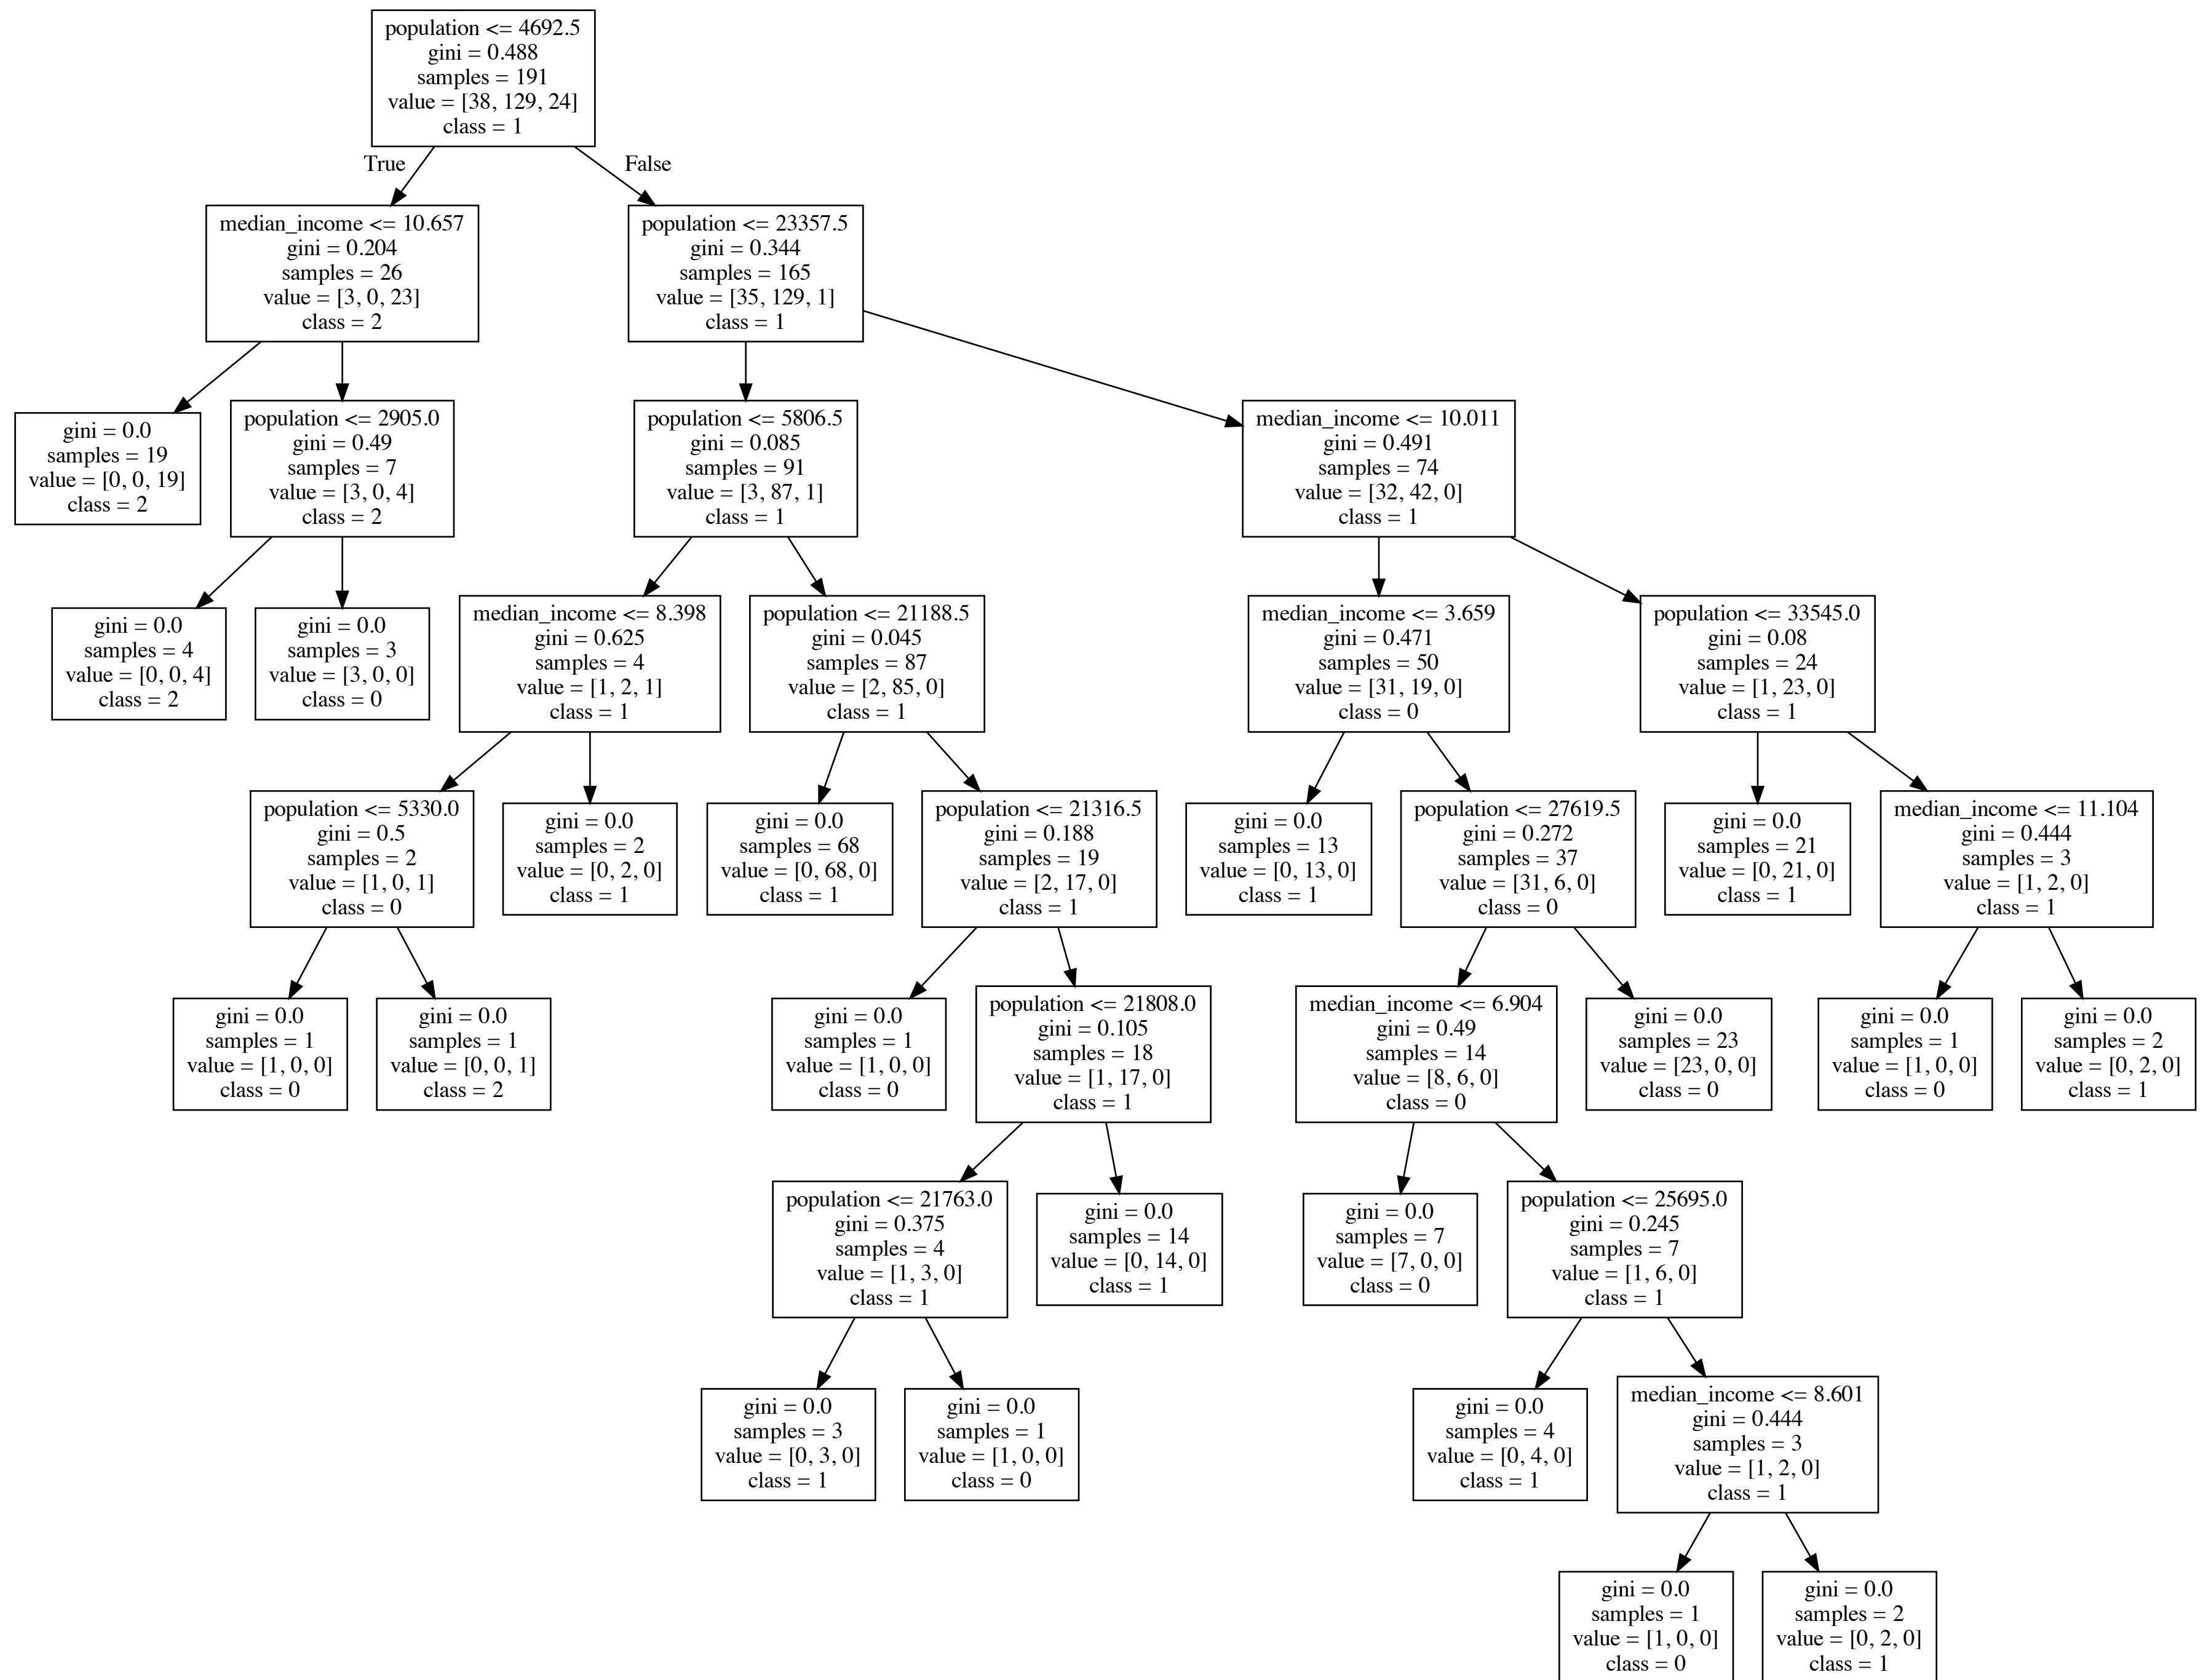 population <= 4692.5
gini = 0.488
samples = 191
value = [38, 129, 24]
class = 1
True
False
median_income <= 10.657
gini = 0.204
samples = 26
value = [3, 0, 23]
class = 2
population <= 23357.5
gini = 0.344
samples = 165
value = [35, 129, 1]
class = 1
gini = 0.0
samples = 19
value = [0, 0, 19]
class = 2
population <= 2905.0
gini = 0.49
samples = 7
value = [3, 0, 4]
class = 2
population <= 5806.5
gini = 0.085
samples = 91
value = [3, 87, 1]
class = 1
median_income <= 10.011
gini = 0.491
samples = 74
value = [32, 42, 0]
class = 1
gini = 0.0
samples = 4
value = [0, 0, 4]
class = 2
gini = 0.0
samples = 3
value = [3, 0, 0]
class = 0
median_income <= 8.398
gini = 0.625
samples = 4
value = [1, 2, 1]
class = 1
population <= 21188.5
gini = 0.045
samples = 87
value = [2, 85, 0]
class = 1
median_income <= 3.659
gini = 0.471
samples = 50
value = [31, 19, 0]
class = 0
population <= 33545.0
gini = 0.08
samples = 24
value = [1, 23, 0]
class = 1
population <= 5330.0
gini = 0.5
samples = 2
value = [1, 0, 1]
class = 0
gini = 0.0
samples = 2
value = [0, 2, 0]
class = 1
gini = 0.0
samples = 68
value = [0, 68, 0]
class = 1
population <= 21316.5
gini = 0.188
samples = 19
value = [2, 17, 0]
class = 1
gini = 0.0
samples = 13
value = [0, 13, 0]
class = 1
population <= 27619.5
gini = 0.272
samples = 37
value = [31, 6, 0]
class = 0
gini = 0.0
samples = 21
value = [0, 21, 0]
class = 1
median_income <= 11.104
gini = 0.444
samples = 3
value = [1, 2, 0]
class = 1
gini = 0.0
samples = 1
value = [1, 0, 0]
class = 0
gini = 0.0
samples = 1
value = [0, 0, 1]
class = 2
gini = 0.0
samples = 1
value = [1, 0, 0]
class = 0
population <= 21808.0
gini = 0.105
samples = 18
value = [1, 17, 0]
class = 1
median_income <= 6.904
gini = 0.49
samples = 14
value = [8, 6, 0]
class = 0
gini = 0.0
samples = 23
value = [23, 0, 0]
class = 0
gini = 0.0
samples = 1
value = [1, 0, 0]
class = 0
gini = 0.0
samples = 2
value = [0, 2, 0]
class = 1
population <= 21763.0
gini = 0.375
samples = 4
value = [1, 3, 0]
class = 1
gini = 0.0
samples = 14
value = [0, 14, 0]
class = 1
gini = 0.0
samples = 7
value = [7, 0, 0]
class = 0
population <= 25695.0
gini = 0.245
samples = 7
value = [1, 6, 0]
class = 1
gini = 0.0
samples = 3
value = [0, 3, 0]
class = 1
gini = 0.0
samples = 1
value = [1, 0, 0]
class = 0
gini = 0.0
samples = 4
value = [0, 4, 0]
class = 1
median_income <= 8.601
gini = 0.444
samples = 3
value = [1, 2, 0]
class = 1
gini = 0.0
samples = 1
value = [1, 0, 0]
class = 0
gini = 0.0
samples = 2
value = [0, 2, 0]
class = 1